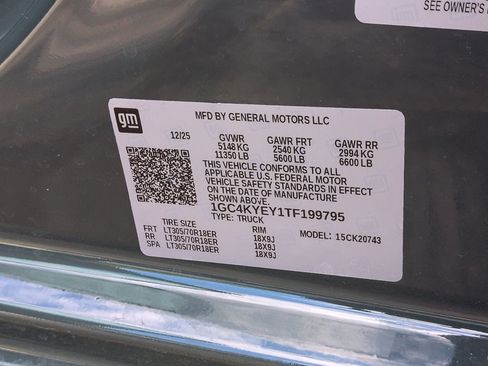 SEE OWNER'S
gm
MFD BY GENERAL MOTORS LLC
12/25 GVWR GAWR FRT GAWR RR
5148 KG 2540 KG 2994 KG
11350 LB 5600 LB 6600 LB
THIS VEHICLE CONFORMS TO ALL
APPLICABLE U.S. FEDERAL MOTOR
VEHICLE SAFETY STANDARDS IN EFFECT
ON THE DATE OF MANUFACTURE
SHOWN ABOVE.
1GC4KYEY1TF199795
TYPE: TRUCK
TIRE SIZE RIM MODEL: 15CK20743
FRT LT305/70R18ER 18X9J
RR LT305/70R18ER 18X9J
SPA LT305/70R18ER 18X9J